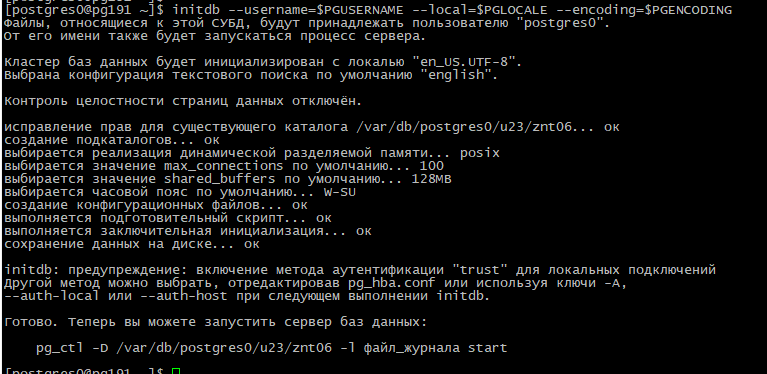 [postgres0@pg191 ~]$ initdb --username=$PGUSERNAME --local=$PGLOCALE --encoding=$PGENCODING
Файлы, относящиеся к этой СУБД, будут принадлежать пользователю "postgres0".
От его имени также будет запускаться процесс сервера.
Кластер баз данных будет инициализирован с локалью "en_US.UTF-8".
Выбрана конфигурация текстового поиска по умолчанию "english".
Контроль целостности страниц данных отключён.
исправление прав для существующего каталога /var/db/postgres0/u23/znt06... ок
создание подкаталогов... ок
выбирается реализация динамической разделяемой памяти... posix
выбирается значение max_connections по умолчанию... 100
выбирается значение shared_buffers по умолчанию... 128MB
выбирается часовой пояс по умолчанию... W-SU
создание конфигурационных файлов... ок
выполняется подготовительный скрипт... ок
выполняется заключительная инициализация... ок
сохранение данных на диске... ок
initdb: предупреждение: включение метода аутентификации "trust" для локальных подключений
Другой метод можно выбрать, отредактировав pg_hba.conf или используя ключи -A,
--auth-local или --auth-host при следующем выполнении initdb.
Готово. Теперь вы можете запустить сервер баз данных:
pg_ctl -D /var/db/postgres0/u23/znt06 -l файл_журнала start
[postgres0@pg191 ~]$